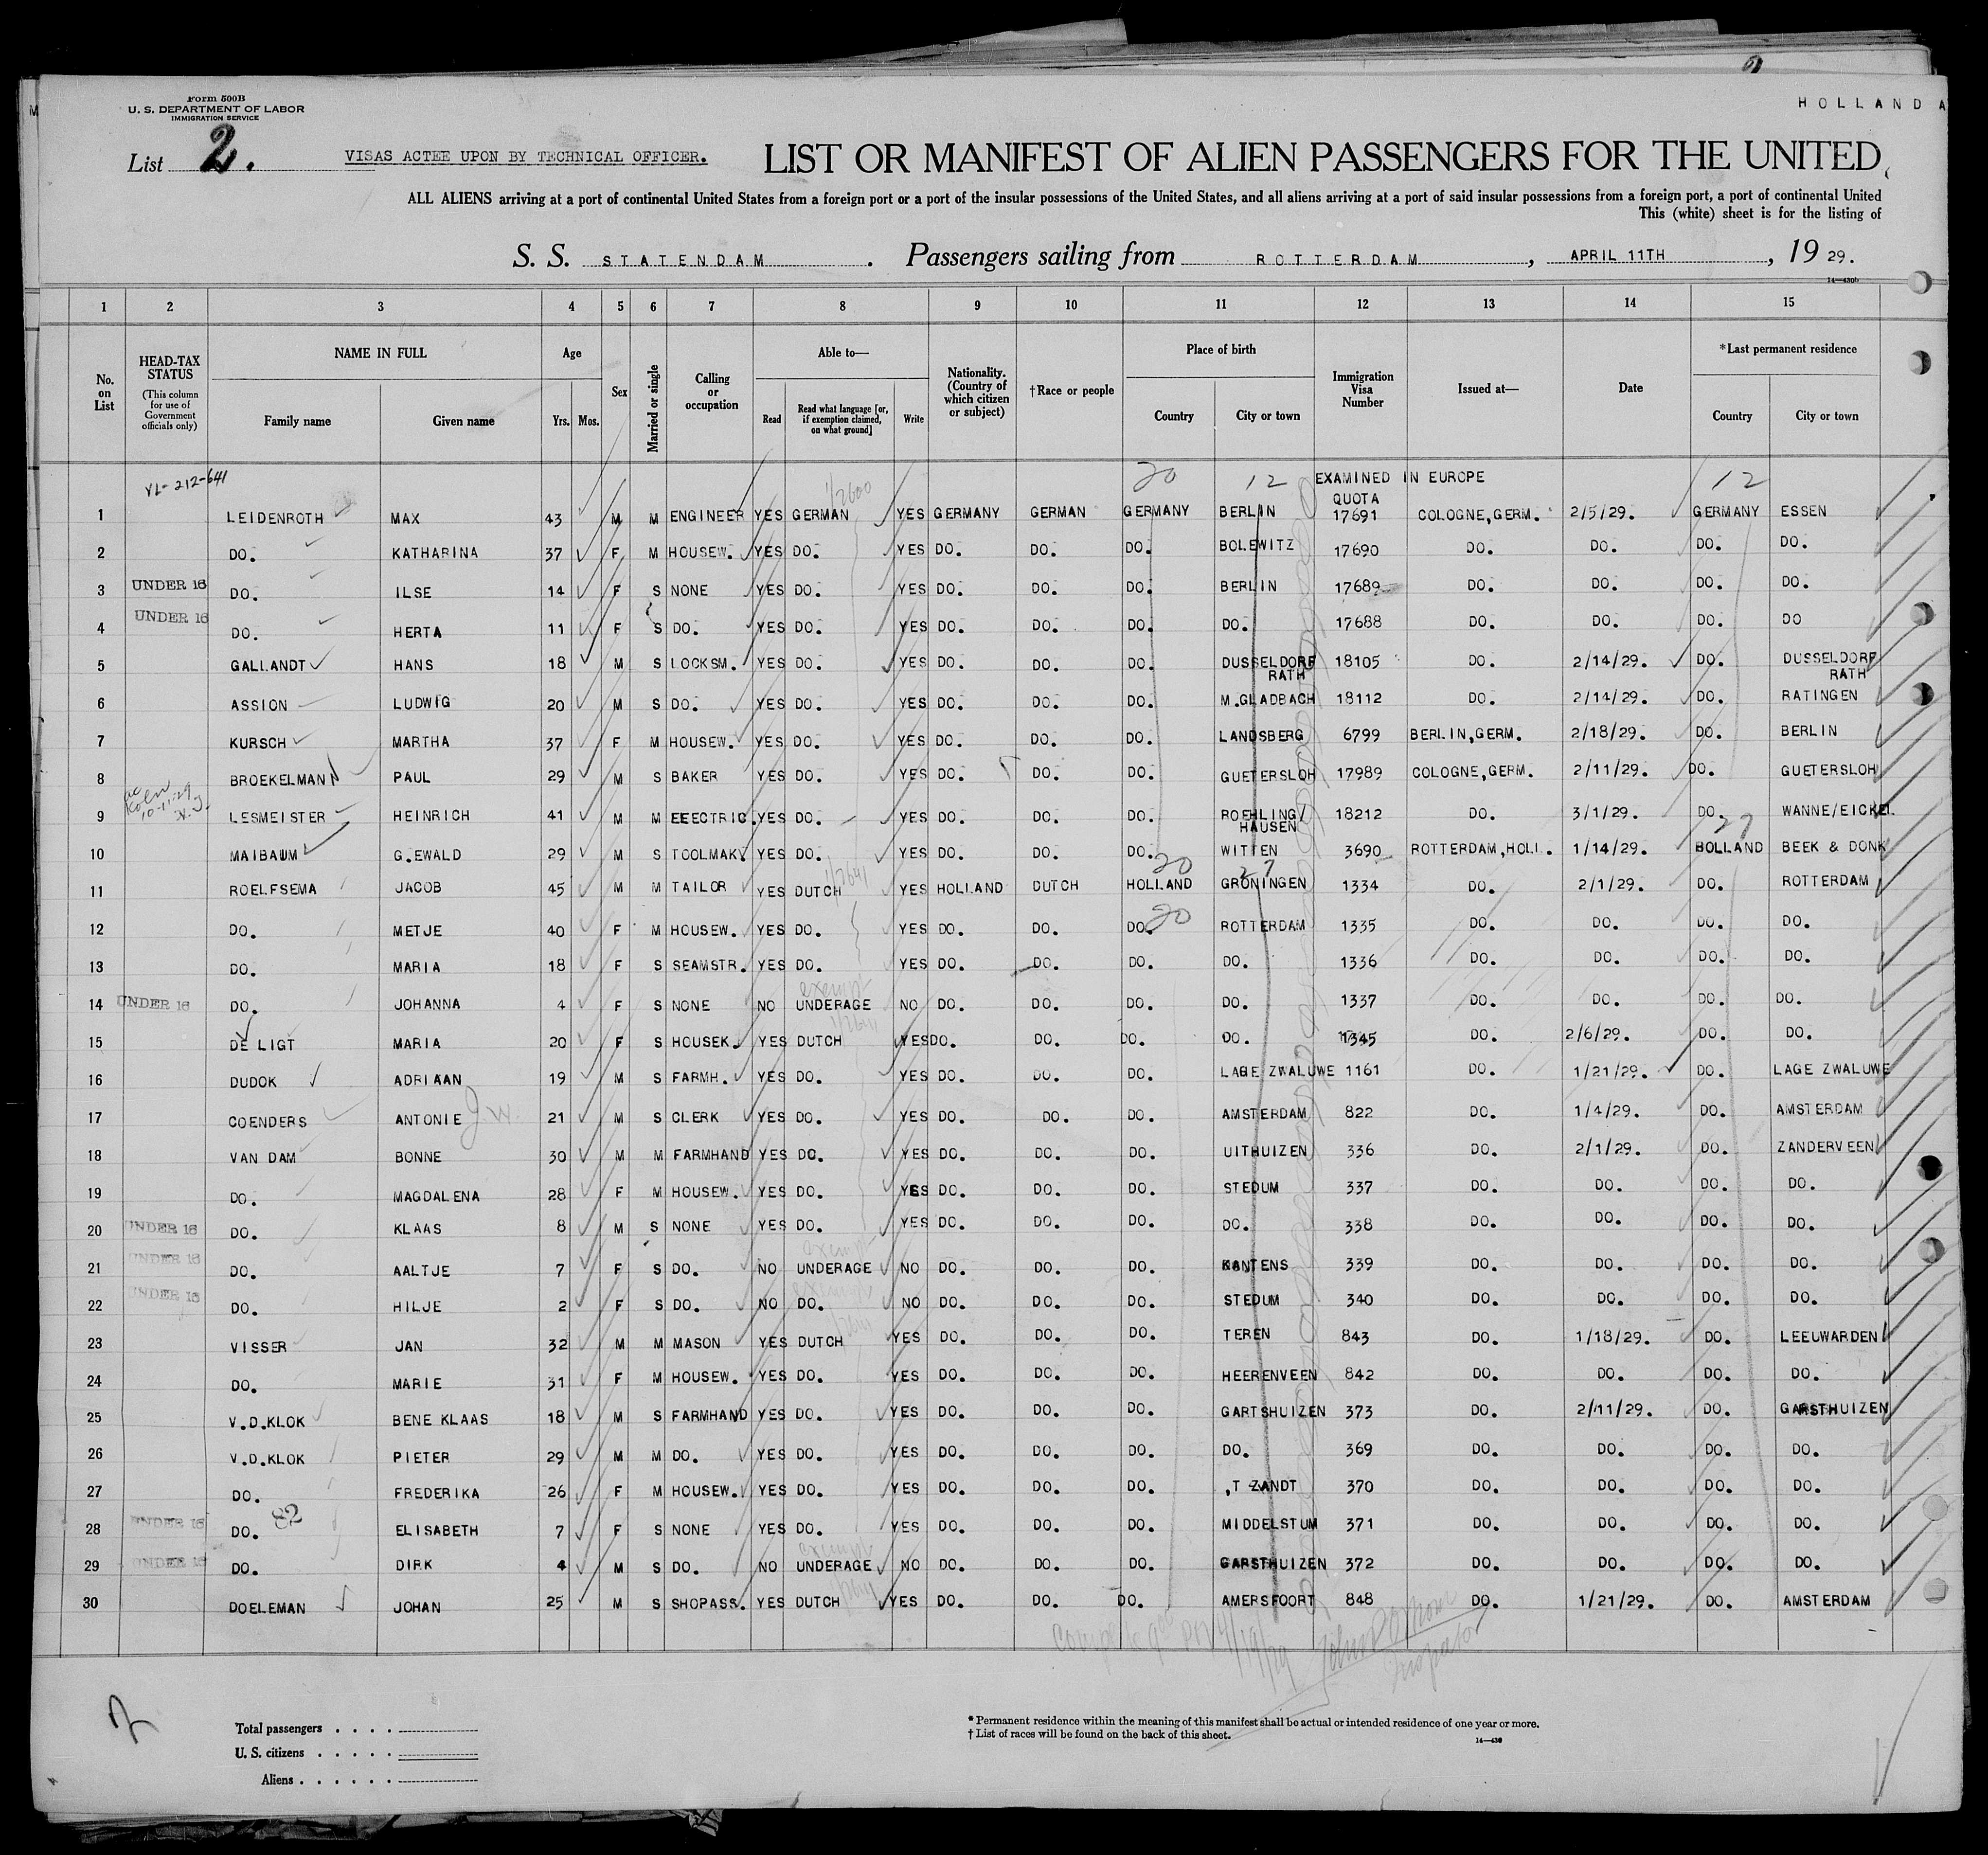 Form 500B
U. S. DEPARTMENT OF LABOR
IMMIGRATION SERVICE
HOLLAND A
List 2. VISAS ACTEE UPON BY TECHNICAL OFFICER. LIST OR MANIFEST OF ALIEN PASSENGERS FOR THE UNITED
ALL ALIENS arriving at a port of continental United States from a foreign port or a port of the insular possessions of the United States, and all aliens arriving at a port of said insular possessions from a foreign port, a port of continental United
This (white) sheet is for the listing of
S. S. STATENDAM. Passengers sailing from ROTTERDAM, APRIL 11TH, 19 29.
14—430b
1 2 3 4 5 6 7 8 9 10 11 12 13 14 15
No. on List
HEAD-TAX STATUS (This column for use of Government officials only)
NAME IN FULL Family name Given name
Age Yrs. Mos.
Sex
Married or single
Calling or occupation
Able to— Read Read what language [or, if exemption claimed, on what ground] Write
Nationality. (Country of which citizen or subject)
†Race or people
Place of birth Country City or town
Immigration Visa Number
Issued at—
Date
*Last permanent residence Country City or town
VL-212-641 20 12 EXAMINED IN EUROPE 12
QUOTA
1 LEIDENROTH MAX 43 M M ENGINEER YES GERMAN YES GERMANY GERMAN GERMANY BERLIN 17691 COLOGNE,GERM. 2/5/29. GERMANY ESSEN
2 DO. KATHARINA 37 F M HOUSEW. YES DO. YES DO. DO. DO. BOLEWITZ 17690 DO. DO. DO. DO.
3 UNDER 16 DO. ILSE 14 F S NONE YES DO. YES DO. DO. DO. BERLIN 17689 DO. DO. DO. DO.
4 UNDER 16 DO. HERTA 11 F S DO. YES DO. YES DO. DO. DO. DO. 17688 DO. DO. DO. DO
5 GALLANDT HANS 18 M S LOCKSM. YES DO. YES DO. DO. DO. DUSSELDORF RATH 18105 DO. 2/14/29. DO. DUSSELDORF RATH
6 ASSION LUDWIG 20 M S DO. YES DO. YES DO. DO. DO. M.GLADBACH 18112 DO. 2/14/29. DO. RATINGEN
7 KURSCH MARTHA 37 F M HOUSEW. YES DO. YES DO. DO. DO. LANDSBERG 6799 BERLIN,GERM. 2/18/29. DO. BERLIN
8 BROEKELMANN PAUL 29 M S BAKER YES DO. YES DO. DO. DO. GUETERSLOH 17989 COLOGNE,GERM. 2/11/29. DO. GUETERSLOH
9 LESMEISTER HEINRICH 41 M M EEECTRIC. YES DO. YES DO. DO. DO. ROEHLING/ HAUSEN 18212 DO. 3/1/29. DO. WANNE/EICKEL
27
10 MAIBAUM G.EWALD 29 M S TOOLMAK. YES DO. YES DO. DO. DO. WITTEN 3690 ROTTERDAM,HOLL. 1/14/29. HOLLAND BEEK & DONK
20 27
11 ROELFSEMA JACOB 45 M M TAILOR YES DUTCH YES HOLLAND DUTCH HOLLAND GRONINGEN 1334 DO. 2/1/29. DO. ROTTERDAM
20
12 DO. METJE 40 F M HOUSEW. YES DO. YES DO. DO. DO. ROTTERDAM 1335 DO. DO. DO. DO.
13 DO. MARIA 18 F S SEAMSTR. YES DO. YES DO. DO. DO. DO. 1336 DO. DO. DO. DO.
exempt
14 UNDER 16 DO. JOHANNA 4 F S NONE NO UNDERAGE NO DO. DO. DO. DO. 1337 DO. DO. DO. DO.
15 DE LIGT MARIA 20 F S HOUSEK. YES DUTCH YES DO. DO. DO. DO. 1345 DO. 2/6/29. DO. DO.
16 DUDOK ADRIAAN 19 M S FARMH. YES DO. YES DO. DO. DO. LAGE ZWALUWE 1161 DO. 1/21/29. DO. LAGE ZWALUWE
17 COENDERS ANTONIE 21 M S CLERK YES DO. YES DO. DO. DO. AMSTERDAM 822 DO. 1/4/29. DO. AMSTERDAM
18 VAN DAM BONNE 30 M M FARMHAND YES DO. YES DO. DO. DO. UITHUIZEN 336 DO. 2/1/29. DO. ZANDERVEEN
19 DO. MAGDALENA 28 F M HOUSEW. YES DO. YES DO. DO. DO. STEDUM 337 DO. DO. DO. DO.
20 UNDER 16 DO. KLAAS 8 M S NONE YES DO. YES DO. DO. DO. DO. 338 DO. DO. DO. DO.
exempt
21 UNDER 16 DO. AALTJE 7 F S DO. NO UNDERAGE NO DO. DO. DO. KANTENS 339 DO. DO. DO. DO.
22 UNDER 16 DO. HILJE 2 F S DO. NO DO. NO DO. DO. DO. STEDUM 340 DO. DO. DO. DO.
23 VISSER JAN 32 M M MASON YES DUTCH YES DO. DO. DO. TEREN 843 DO. 1/18/29. DO. LEEUWARDEN
24 DO. MARIE 31 F M HOUSEW. YES DO. YES DO. DO. DO. HEERENVEEN 842 DO. DO. DO. DO.
25 V.D.KLOK BENE KLAAS 18 M S FARMHAND YES DO. YES DO. DO. DO. GARTSHUIZEN 373 DO. 2/11/29. DO. GARSTHUIZEN
26 V.D.KLOK PIETER 29 M M DO. YES DO. YES DO. DO. DO. DO. 369 DO. DO. DO. DO.
27 DO. FREDERIKA 26 F M HOUSEW. YES DO. YES DO. DO. DO. ,T ZANDT 370 DO. DO. DO. DO.
28 UNDER 16 DO. 82 ELISABETH 7 F S NONE YES DO. YES DO. DO. DO. MIDDELSTUM 371 DO. DO. DO. DO.
exempt
29 UNDER 16 DO. DIRK 4 M S DO. NO UNDERAGE NO DO. DO. DO. GARSTHUIZEN 372 DO. DO. DO. DO.
30 DOELEMAN JOHAN 25 M S SHOPASS. YES DUTCH YES DO. DO. DO. AMERSFOORT 848 DO. 1/21/29. DO. AMSTERDAM
Inspector
2
Total passengers . . . .
U. S. citizens . . . . .
Aliens . . . . . .
* Permanent residence within the meaning of this manifest shall be actual or intended residence of one year or more.
† List of races will be found on the back of this sheet.
14—430